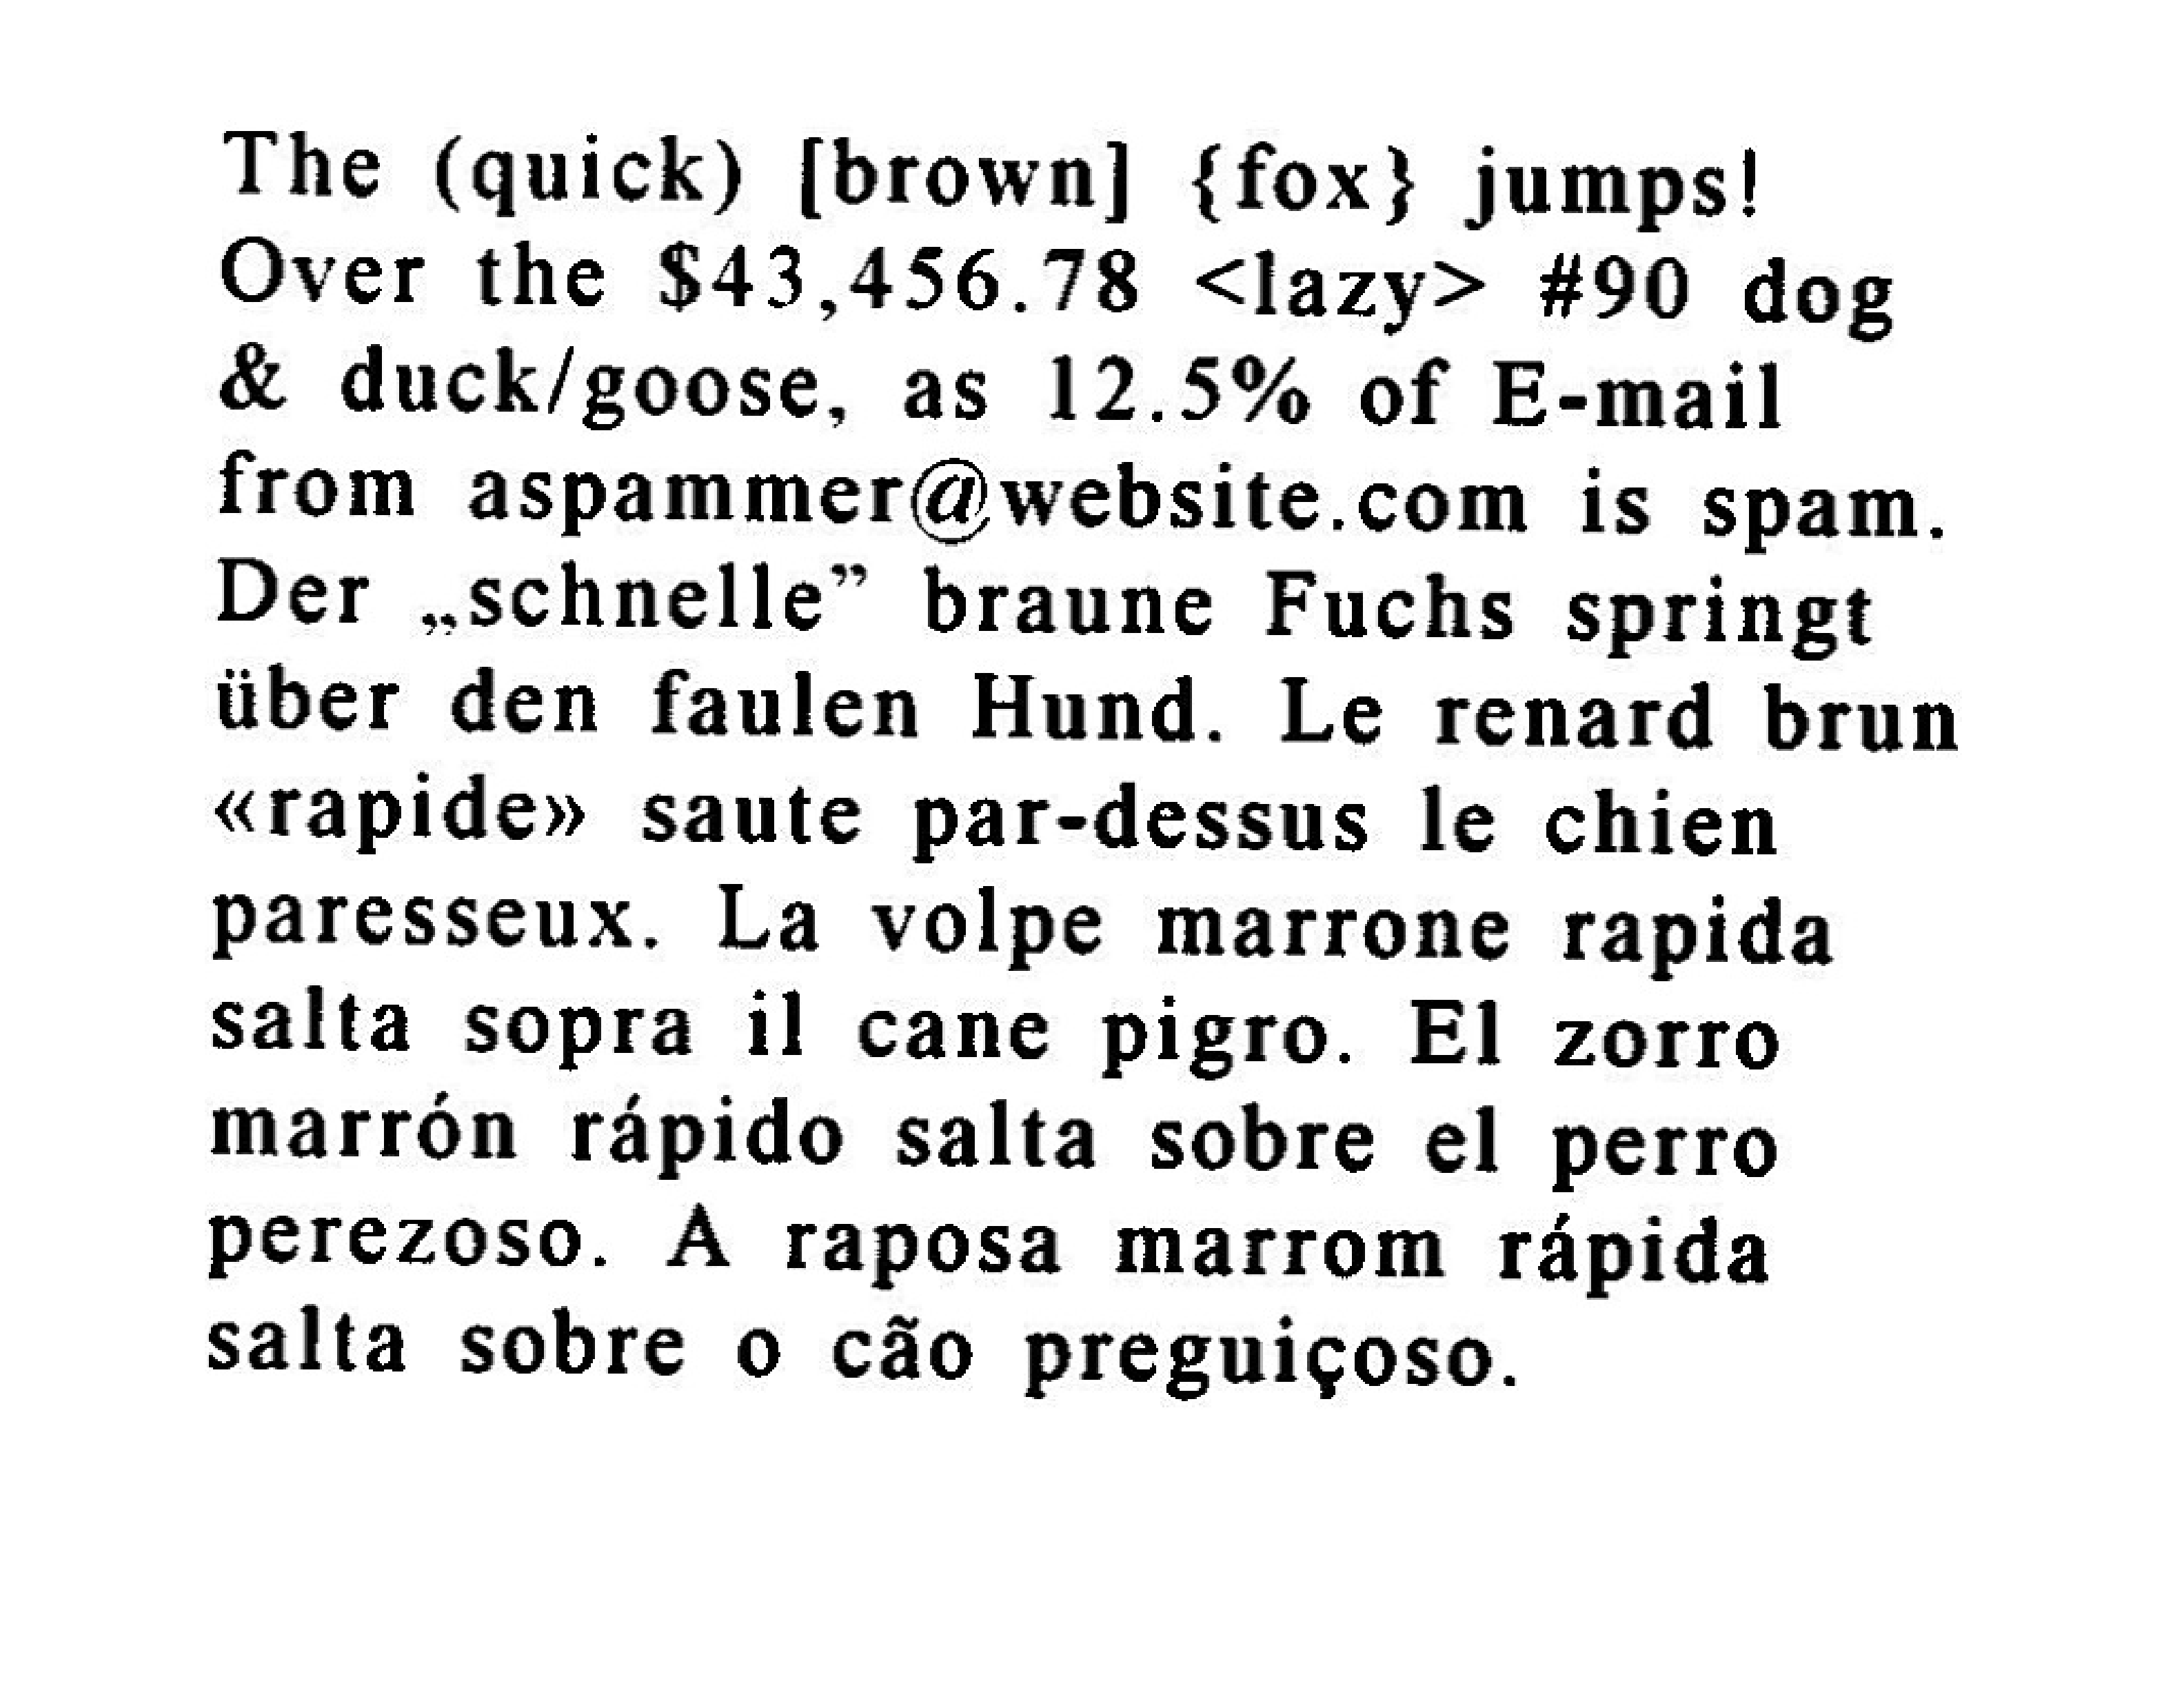 The (quick) [brown] {fox} jumps!
Over the $43,456.78 <lazy> #90 dog
& duck/goose, as 12.5% of E-mail
from aspammer@website.com is spam.
Der „schnelle” braune Fuchs springt
über den faulen Hund. Le renard brun
«rapide» saute par-dessus le chien
paresseux. La volpe marrone rapida
salta sopra il cane pigro. El zorro
marrón rápido salta sobre el perro
perezoso. A raposa marrom rápida
salta sobre o cão preguiçoso.